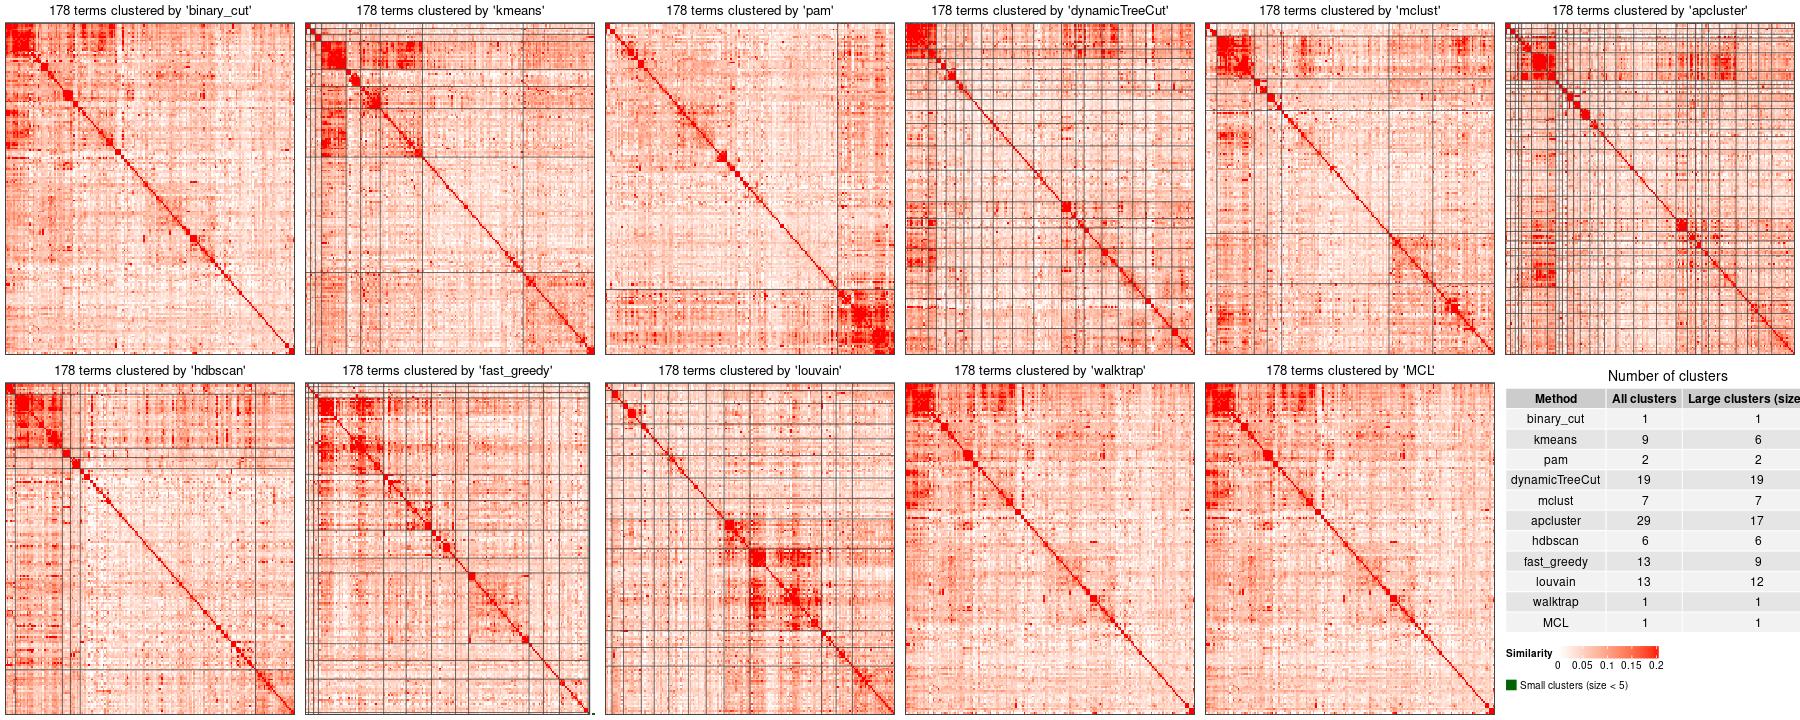 178 terms clustered by 'binary_cut'
178 terms clustered by 'kmeans'
178 terms clustered by 'pam'
178 terms clustered by 'dynamicTreeCut'
178 terms clustered by 'mclust'
178 terms clustered by 'apcluster'
178 terms clustered by 'hdbscan'
178 terms clustered by 'fast_greedy'
178 terms clustered by 'louvain'
178 terms clustered by 'walktrap'
178 terms clustered by 'MCL'
Number of clusters
Method All clusters Large clusters (size
binary_cut 1 1
kmeans 9 6
pam 2 2
dynamicTreeCut 19 19
mclust 7 7
apcluster 29 17
hdbscan 6 6
fast_greedy 13 9
louvain 13 12
walktrap 1 1
MCL 1 1
Similarity
0 0.05 0.1 0.15 0.2
Small clusters (size < 5)